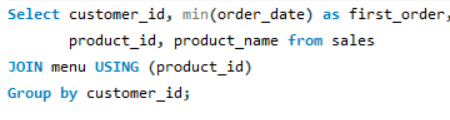 Select customer_id, min(order_date) as first_order,
product_id, product_name from sales
JOIN menu USING (product_id)
Group by customer_id;